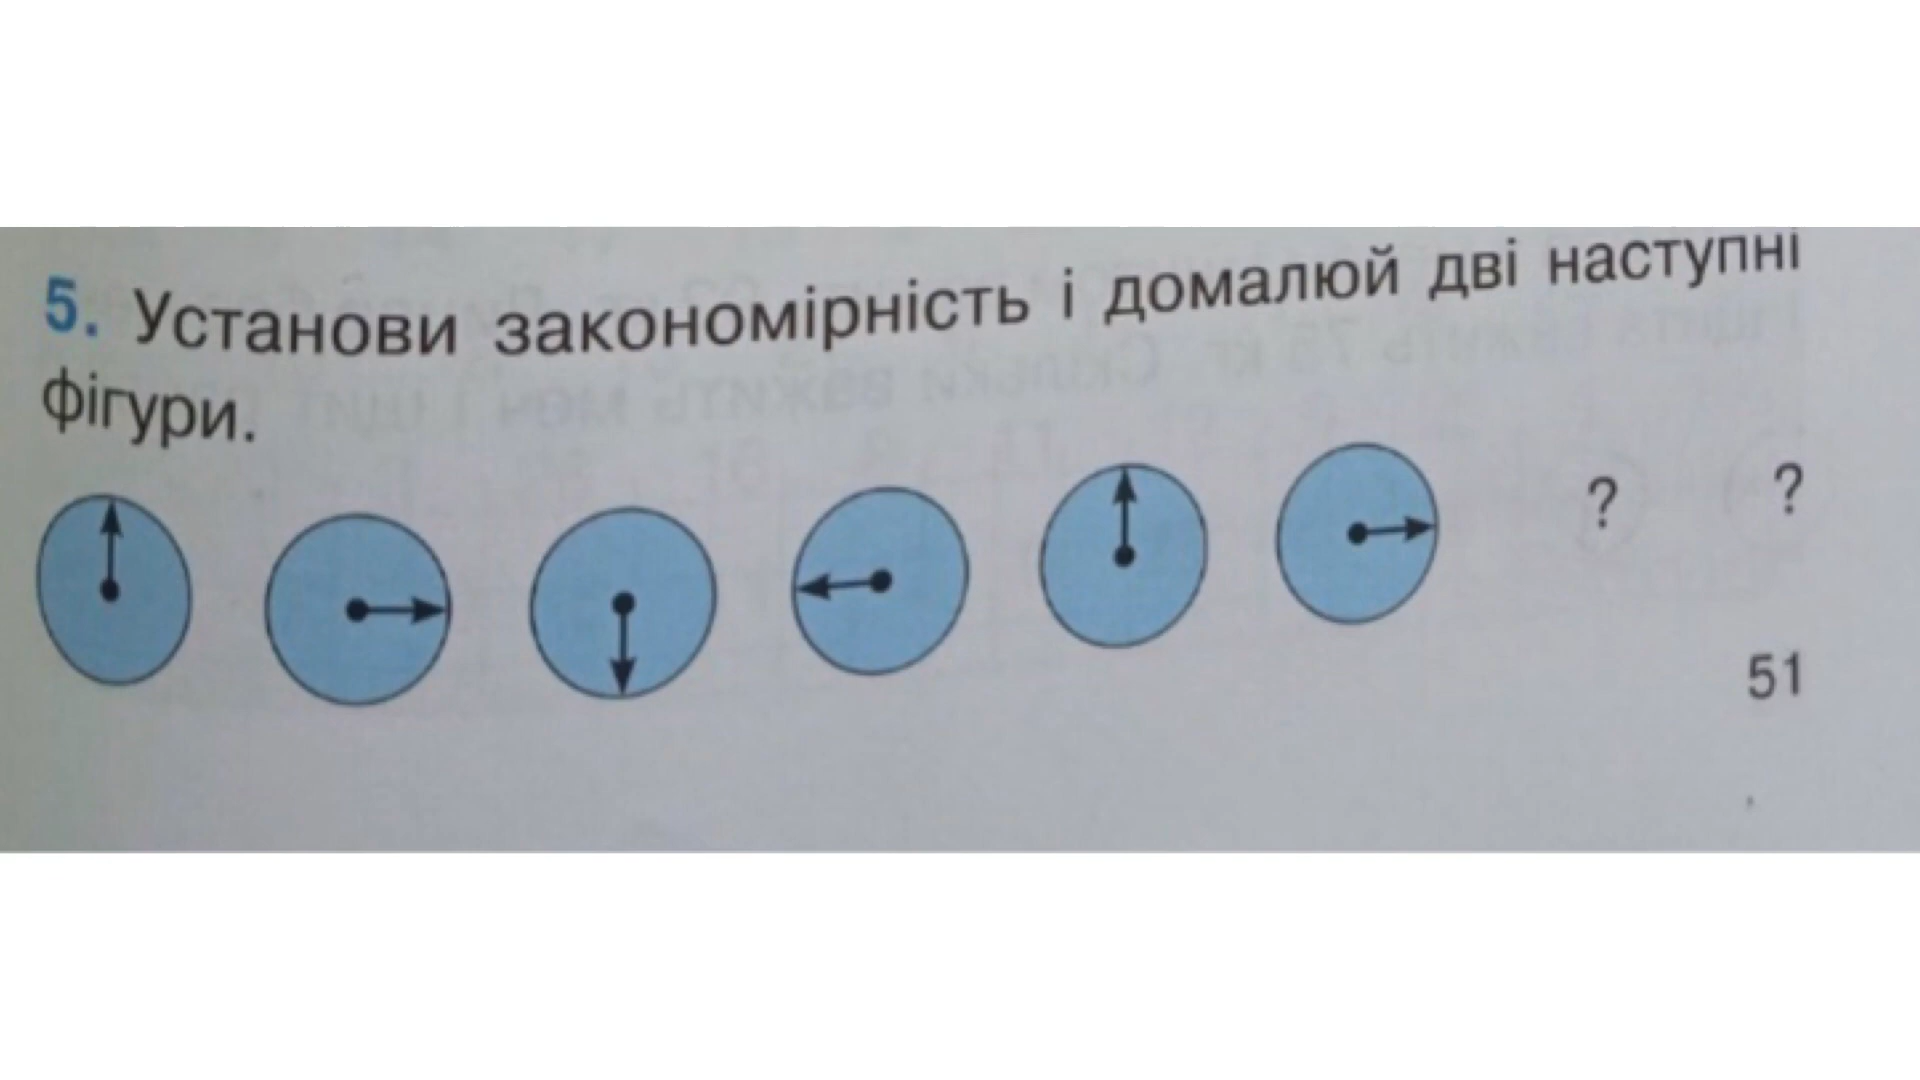 5. Установи закономірність і домалюй дві наступні
фігури.
? ?
51